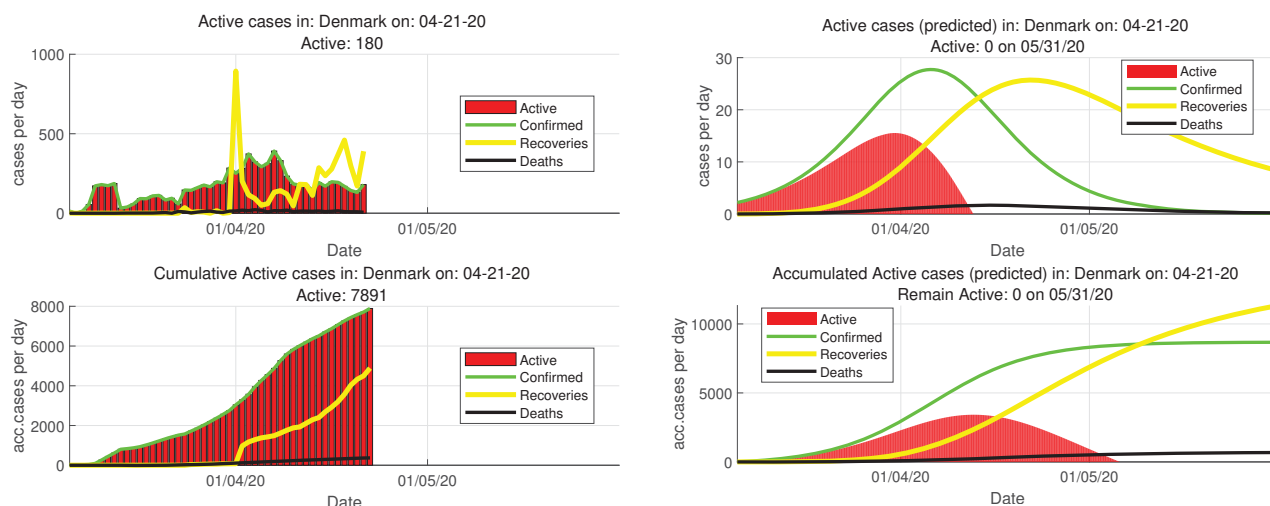 Active cases in: Denmark on: 04-21-20
Active: 180
1000
500
0
cases per day
01/04/20
01/05/20
Date
Active
Confirmed
Recoveries
Deaths
Active cases (predicted) in: Denmark on: 04-21-20
Active: 0 on 05/31/20
30
20
10
0
cases per day
01/04/20
01/05/20
Date
Active
Confirmed
Recoveries
Deaths
Cumulative Active cases in: Denmark on: 04-21-20
Active: 7891
8000
6000
4000
2000
0
acc.cases per day
01/04/20
01/05/20
Date
Active
Confirmed
Recoveries
Deaths
Accumulated Active cases (predicted) in: Denmark on: 04-21-20
Remain Active: 0 on 05/31/20
10000
5000
0
acc.cases per day
01/04/20
01/05/20
Date
Active
Confirmed
Recoveries
Deaths